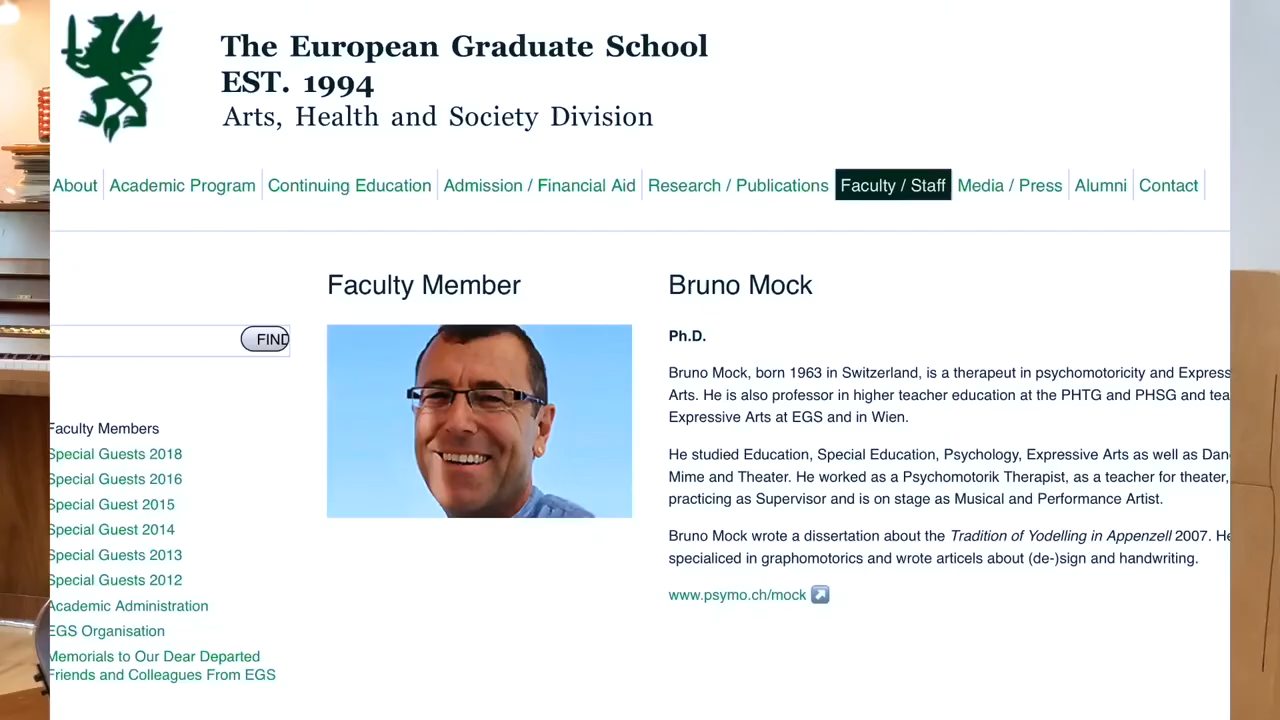 The European Graduate School
EST. 1994
Arts, Health and Society Division
About
Academic Program
Continuing Education
Admission / Financial Aid
Research / Publications
Faculty / Staff
Media / Press
Alumni
Contact
FIND
Faculty Members
Special Guests 2018
Special Guests 2016
Special Guest 2015
Special Guest 2014
Special Guests 2013
Special Guests 2012
Academic Administration
EGS Organisation
Memorials to Our Dear Departed
Friends and Colleagues From EGS
Faculty Member
Bruno Mock
Ph.D.
Bruno Mock, born 1963 in Switzerland, is a therapeut in psychomotoricity and Express
Arts. He is also professor in higher teacher education at the PHTG and PHSG and tea
Expressive Arts at EGS and in Wien.
He studied Education, Special Education, Psychology, Expressive Arts as well as Dan
Mime and Theater. He worked as a Psychomotorik Therapist, as a teacher for theater,
practicing as Supervisor and is on stage as Musical and Performance Artist.
Bruno Mock wrote a dissertation about the Tradition of Yodelling in Appenzell 2007. He
specialiced in graphomotorics and wrote articels about (de-)sign and handwriting.
www.psymo.ch/mock